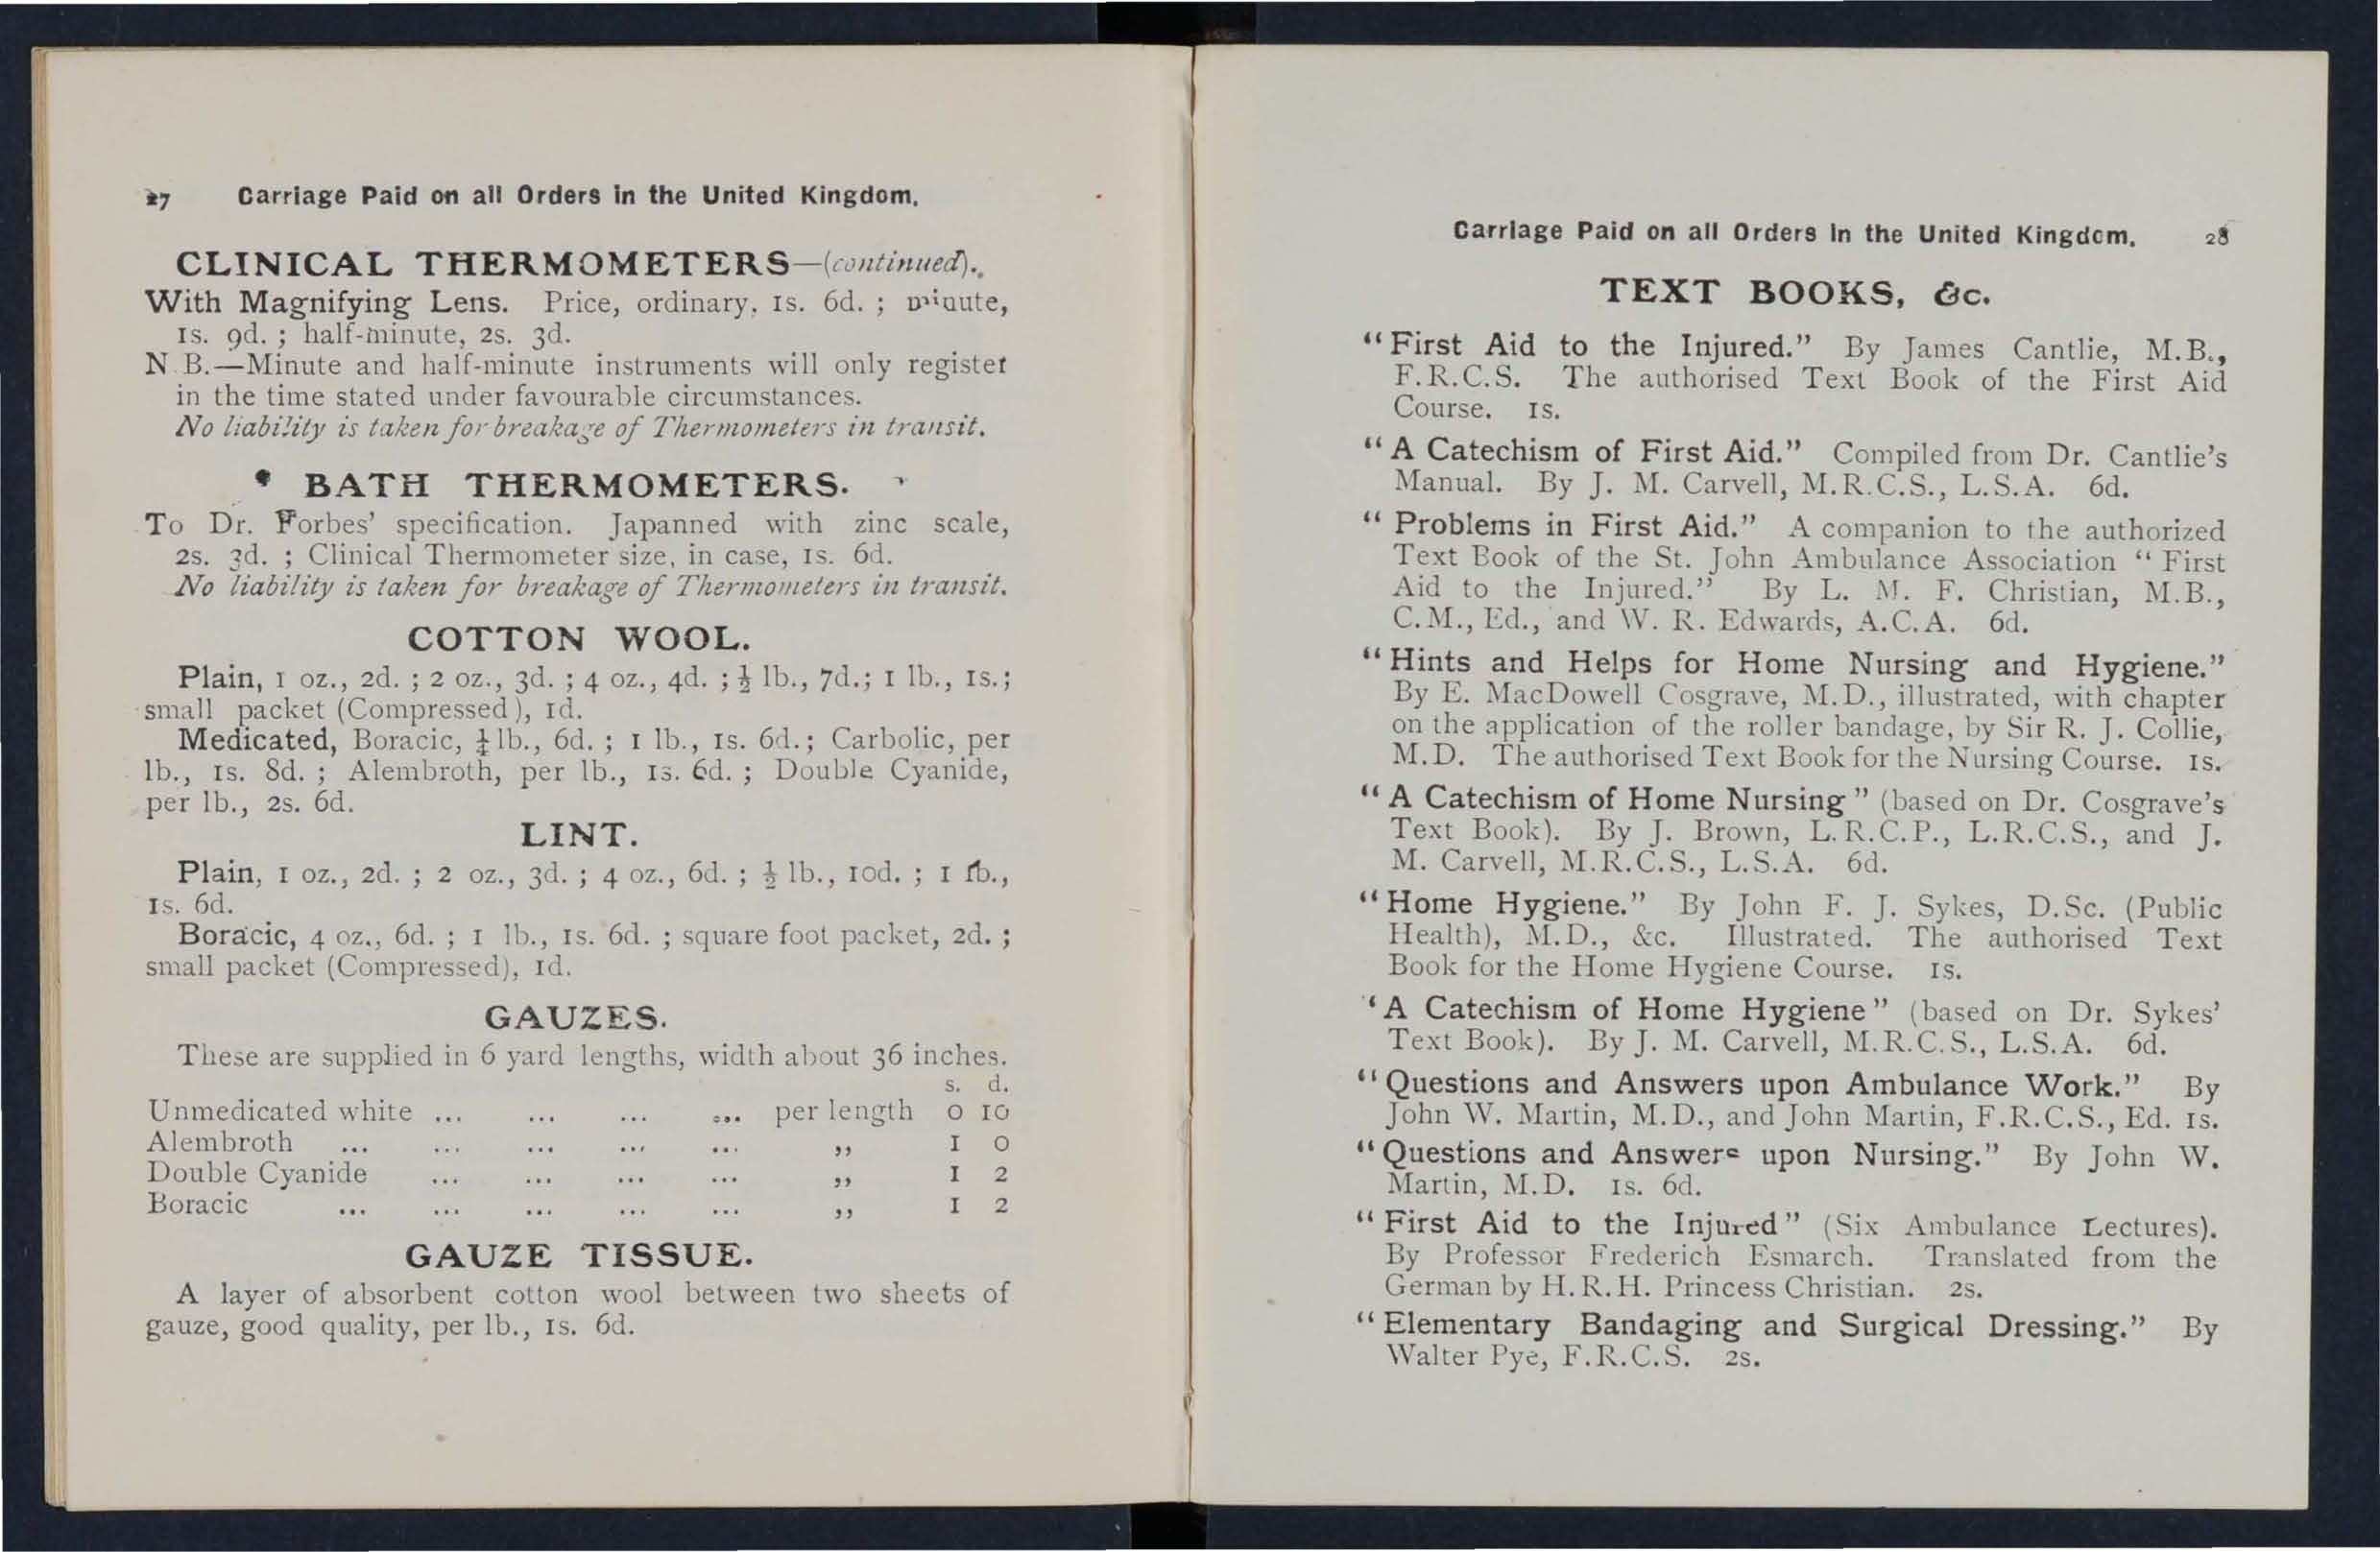 27 Carriage Paid on all Orders in the United Kingdom.
CLINICAL THERMOMETERS—(continued).
With Magnifying Lens. Price, ordinary, 1s. 6d. ; minute,
1s. 9d. ; half-minute, 2s. 3d.
N.B.—Minute and half-minute instruments will only register
in the time stated under favourable circumstances.
No liability is taken for breakage of Thermometers in transit.
BATH THERMOMETERS.
To Dr. Forbes' specification. Japanned with zinc scale,
2s. 3d. ; Clinical Thermometer size, in case, 1s. 6d.
No liability is taken for breakage of Thermometers in transit.
COTTON WOOL.
Plain, 1 oz., 2d. ; 2 oz., 3d. ; 4 oz., 4d. ; ½ lb., 7d.; 1 lb., 1s.;
small packet (Compressed), 1d.
Medicated, Boracic, ¼ lb., 6d. ; 1 lb., 1s. 6d.; Carbolic, per
lb., 1s. 8d. ; Alembroth, per lb., 1s. 6d. ; Double Cyanide,
per lb., 2s. 6d.
LINT.
Plain, 1 oz., 2d. ; 2 oz., 3d. ; 4 oz., 6d. ; ½ lb., 10d. ; 1 lb.,
1s. 6d.
Boracic, 4 oz., 6d. ; 1 lb., 1s. 6d. ; square foot packet, 2d. ;
small packet (Compressed), 1d.
GAUZES.
These are supplied in 6 yard lengths, width about 36 inches.
s. d.
Unmedicated white ... ... ... ... per length 0 10
Alembroth ... ... ... ... ... ,, 1 0
Double Cyanide ... ... ... ... ,, 1 2
Boracic ... ... ... ... ... ,, 1 2
GAUZE TISSUE.
A layer of absorbent cotton wool between two sheets of
gauze, good quality, per lb., 1s. 6d.
Carriage Paid on all Orders in the United Kingdom. 28
TEXT BOOKS, &c.
"First Aid to the Injured." By James Cantlie, M.B.,
F.R.C.S. The authorised Text Book of the First Aid
Course. 1s.
"A Catechism of First Aid." Compiled from Dr. Cantlie's
Manual. By J. M. Carvell, M.R.C.S., L.S.A. 6d.
"Problems in First Aid." A companion to the authorized
Text Book of the St. John Ambulance Association "First
Aid to the Injured." By L. M. F. Christian, M.B.,
C.M., Ed., and W. R. Edwards, A.C.A. 6d.
"Hints and Helps for Home Nursing and Hygiene."
By E. MacDowell Cosgrave, M.D., illustrated, with chapter
on the application of the roller bandage, by Sir R. J. Collie,
M.D. The authorised Text Book for the Nursing Course. 1s.
"A Catechism of Home Nursing" (based on Dr. Cosgrave's
Text Book). By J. Brown, L.R.C.P., L.R.C.S., and J.
M. Carvell, M.R.C.S., L.S.A. 6d.
"Home Hygiene." By John F. J. Sykes, D.Sc. (Public
Health), M.D., &c. Illustrated. The authorised Text
Book for the Home Hygiene Course. 1s.
"A Catechism of Home Hygiene" (based on Dr. Sykes'
Text Book). By J. M. Carvell, M.R.C.S., L.S.A. 6d.
"Questions and Answers upon Ambulance Work." By
John W. Martin, M.D., and John Martin, F.R.C.S., Ed. 1s.
"Questions and Answers upon Nursing." By John W.
Martin, M.D. 1s. 6d.
"First Aid to the Injured" (Six Ambulance Lectures).
By Professor Frederich Esmarch. Translated from the
German by H.R.H. Princess Christian. 2s.
"Elementary Bandaging and Surgical Dressing." By
Walter Pye, F.R.C.S. 2s.